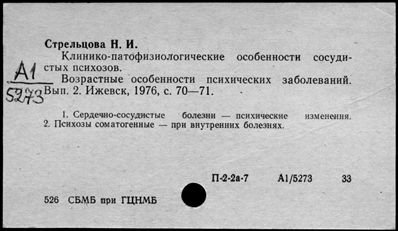 Стрельцова Н. И.
Клинико-патофизиологические особенности сосуди-
стых психозов.
А1
Возрастные особенности психических заболеваний.
5273
Вып. 2. Ижевск, 1976, с. 70—71.
1. Сердечно-сосудистые болезни — психические изменения.
2. Психозы соматогенные — при внутренних болезнях.
П-2-2а-7 А1/5273 33
526 СБМБ при ГЦНМБ